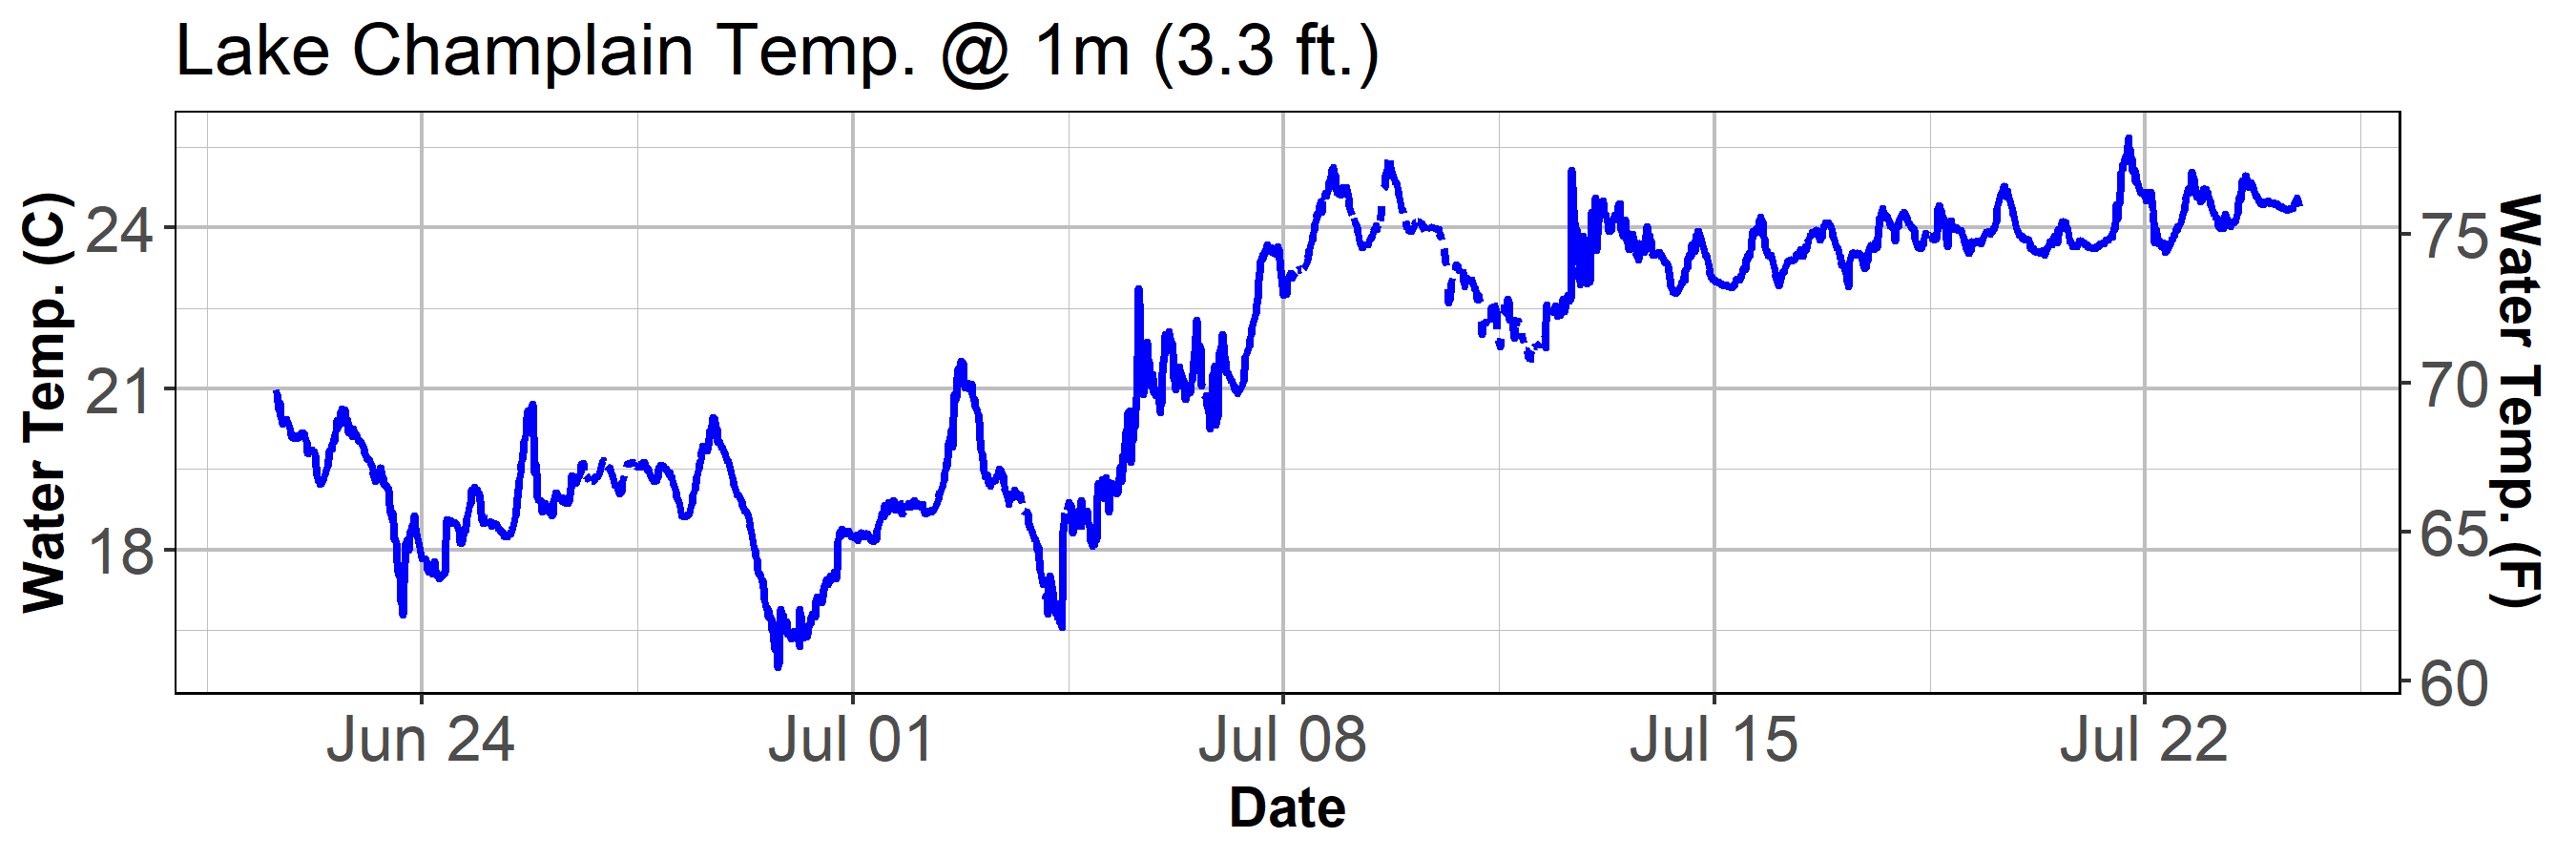 Lake Champlain Temp. @ 1m (3.3 ft.)
Water Temp. (C)
24
21
18
75
70
65
60
Water Temp. (F)
Jun 24
Jul 01
Jul 08
Jul 15
Jul 22
Date